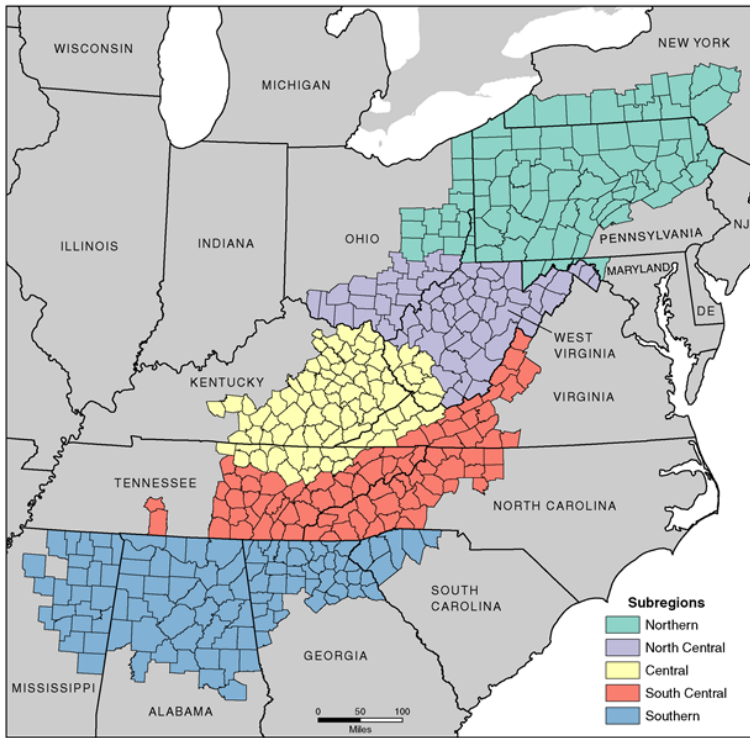 WISCONSIN
NEW YORK
MICHIGAN
ILLINOIS
INDIANA
OHIO
PENNSYLVANIA
NJ
MARYLAND
DE
WEST
VIRGINIA
KENTUCKY
VIRGINIA
TENNESSEE
NORTH CAROLINA
SOUTH
CAROLINA
GEORGIA
MISSISSIPPI
ALABAMA
Subregions
Northern
North Central
Central
South Central
Southern
0 50 100
Miles